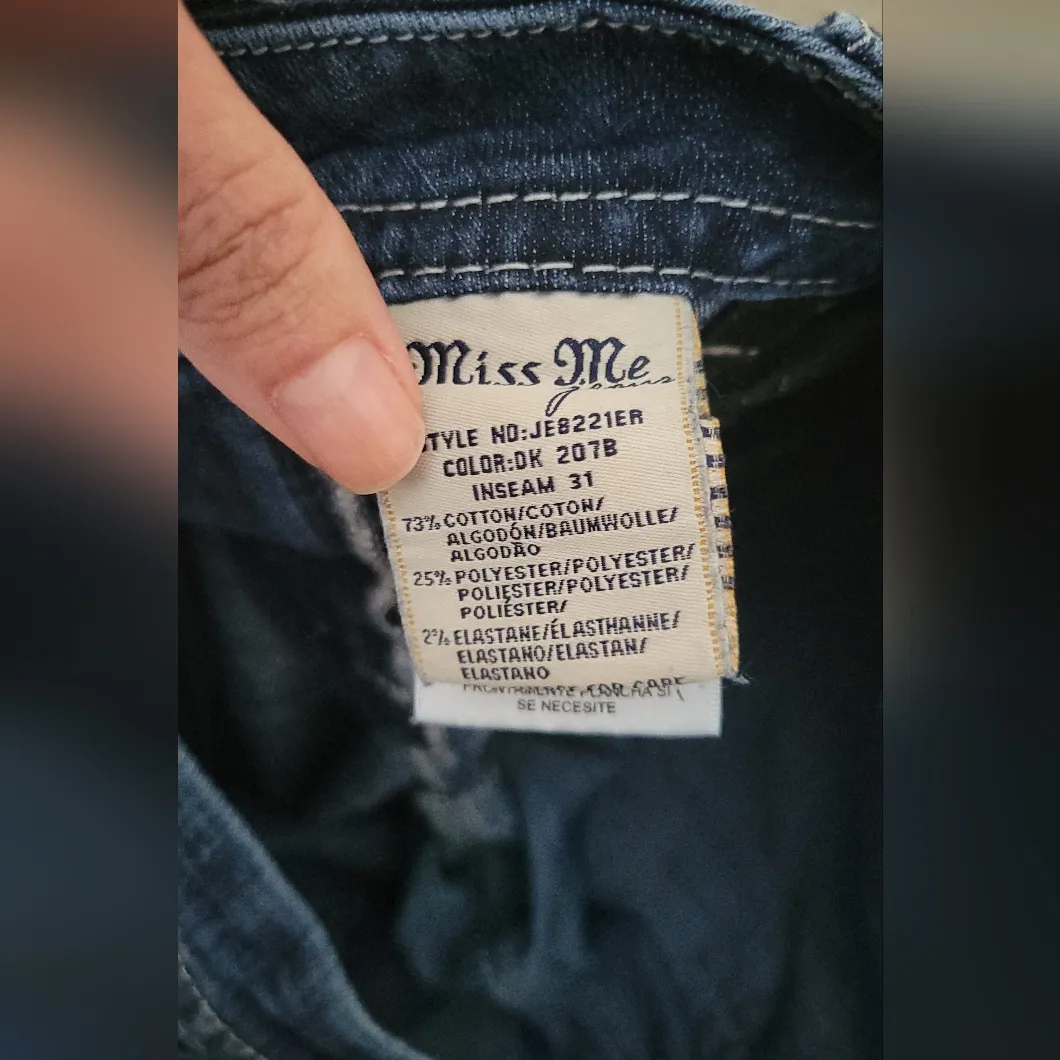 Miss Me
jeans
STYLE NO:JE8221ER
COLOR:DK 207B
INSEAM 31
73% COTTON/COTON/
ALGODÓN/BAUMWOLLE/
ALGODÃO
25% POLYESTER/POLYESTER/
POLIESTER/POLYESTER/
POLIÉSTER/
2% ELASTANE/ÉLASTHANNE/
ELASTANO/ELASTAN/
ELASTANO
SE NECESITE